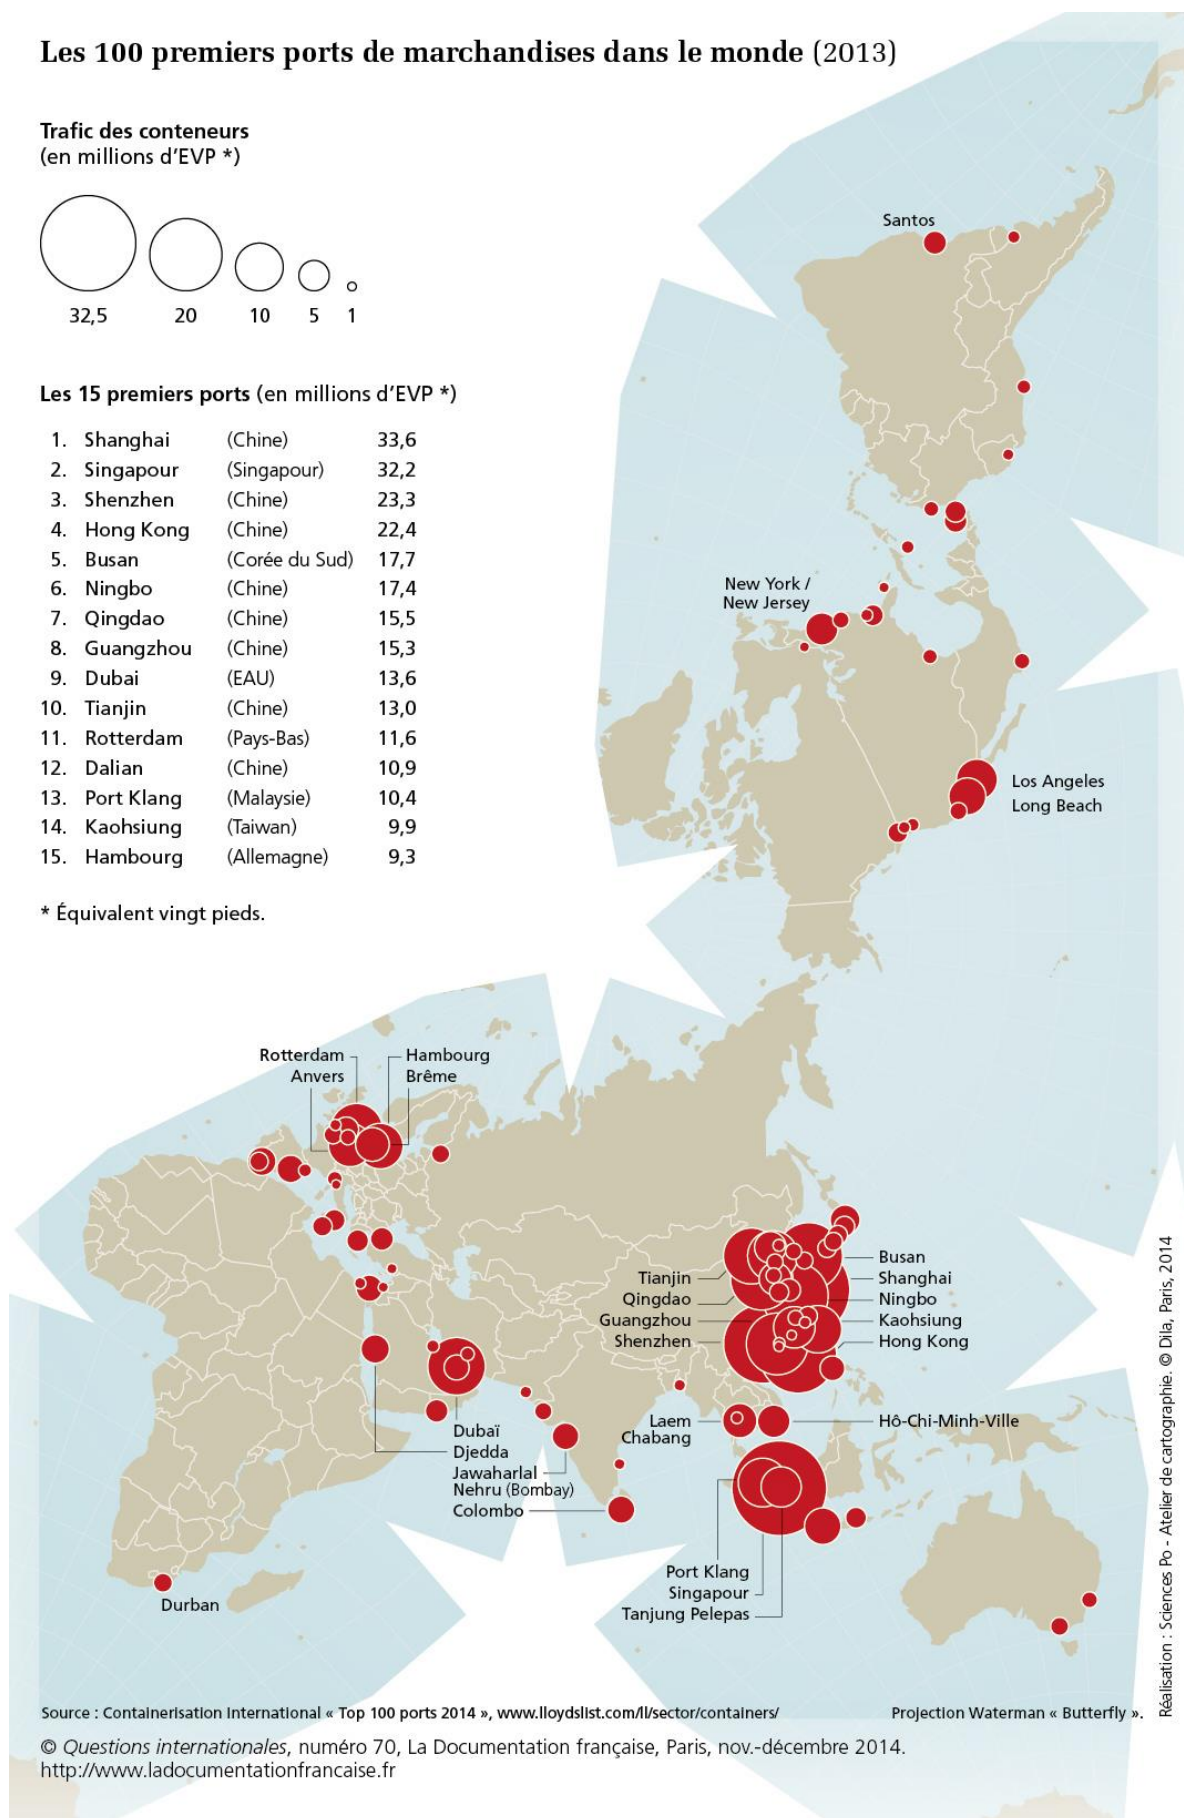 Les 100 premiers ports de marchandises dans le monde (2013)
Trafic des conteneurs
(en millions d'EVP *)
32,5 20 10 5 1
Les 15 premiers ports (en millions d'EVP *)
1. Shanghai (Chine) 33,6
2. Singapour (Singapour) 32,2
3. Shenzhen (Chine) 23,3
4. Hong Kong (Chine) 22,4
5. Busan (Corée du Sud) 17,7
6. Ningbo (Chine) 17,4
7. Qingdao (Chine) 15,5
8. Guangzhou (Chine) 15,3
9. Dubai (EAU) 13,6
10. Tianjin (Chine) 13,0
11. Rotterdam (Pays-Bas) 11,6
12. Dalian (Chine) 10,9
13. Port Klang (Malaysie) 10,4
14. Kaohsiung (Taiwan) 9,9
15. Hambourg (Allemagne) 9,3
* Équivalent vingt pieds.
Santos
New York /
New Jersey
Los Angeles
Long Beach
Rotterdam
Anvers
Hambourg
Brême
Tianjin
Qingdao
Guangzhou
Shenzhen
Busan
Shanghai
Ningbo
Kaohsiung
Hong Kong
Laem
Chabang
Hô-Chi-Minh-Ville
Dubaï
Djedda
Jawaharlal
Nehru (Bombay)
Colombo
Port Klang
Singapour
Tanjung Pelepas
Durban
Réalisation : Sciences Po - Atelier de cartographie. © Dila, Paris, 2014
Source : Containerisation International « Top 100 ports 2014 », www.lloydslist.com/ll/sector/containers/
Projection Waterman « Butterfly ».
© Questions internationales, numéro 70, La Documentation française, Paris, nov.-décembre 2014.
http://www.ladocumentationfrancaise.fr